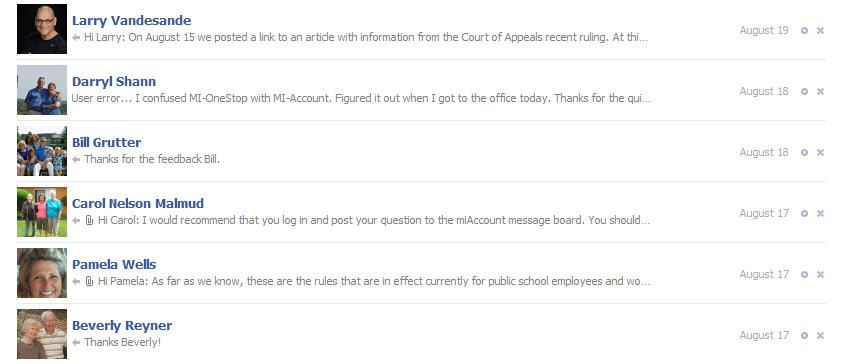 Larry Vandesande
Hi Larry: On August 15 we posted a link to an article with information from the Court of Appeals recent ruling. At thi...
August 19
Darryl Shann
User error... I confused MI-OneStop with MI-Account. Figured it out when I got to the office today. Thanks for the qui...
August 18
Bill Grutter
Thanks for the feedback Bill.
August 18
Carol Nelson Malmud
Hi Carol: I would recommend that you log in and post your question to the miAccount message board. You should...
August 17
Pamela Wells
Hi Pamela: As far as we know, these are the rules that are in effect currently for public school employees and wo...
August 17
Beverly Reyner
Thanks Beverly!
August 17